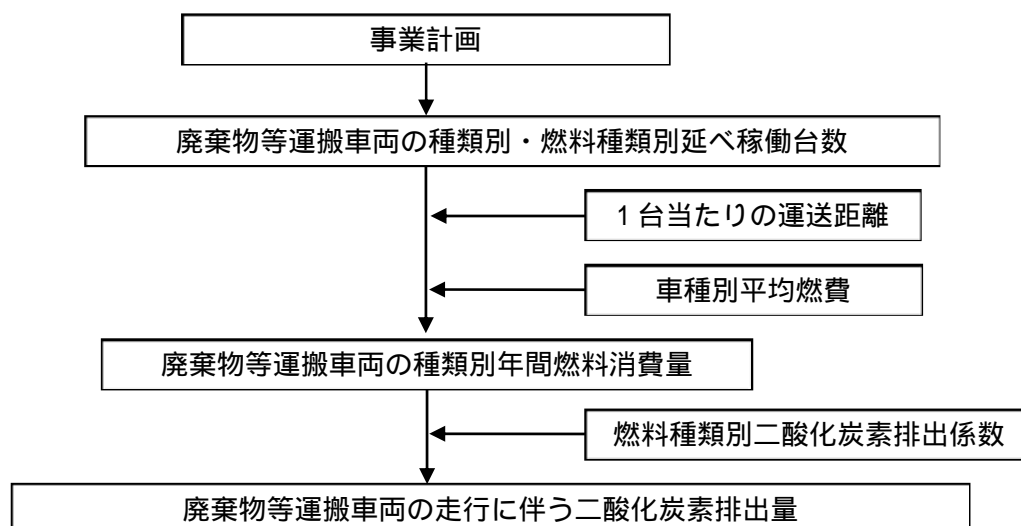 事業計画
廃棄物等運搬車両の種類別・燃料種類別延べ稼働台数
1台当たりの運送距離
車種別平均燃費
廃棄物等運搬車両の種類別年間燃料消費量
燃料種類別二酸化炭素排出係数
廃棄物等運搬車両の走行に伴う二酸化炭素排出量